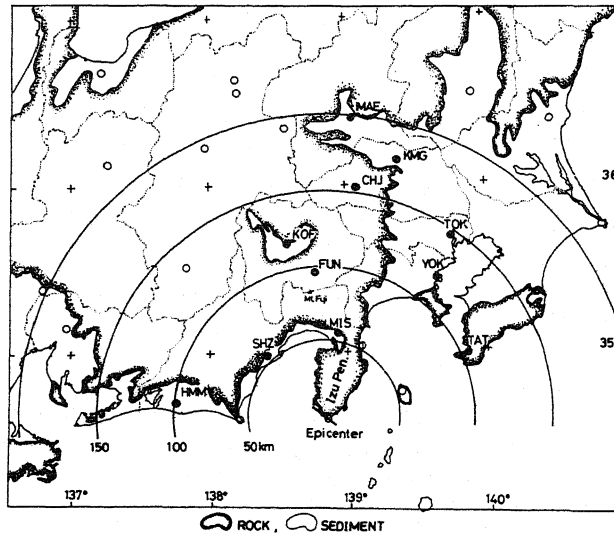 MAE
KMG
CHJ
36
KOF
TOK
FUN
YOK
Mt. Fuji
MIS
SHZ
TAT
35
Izu Pen.
HMM
Epicenter
150
100
50km
137°
138°
139°
140°
ROCK, SEDIMENT